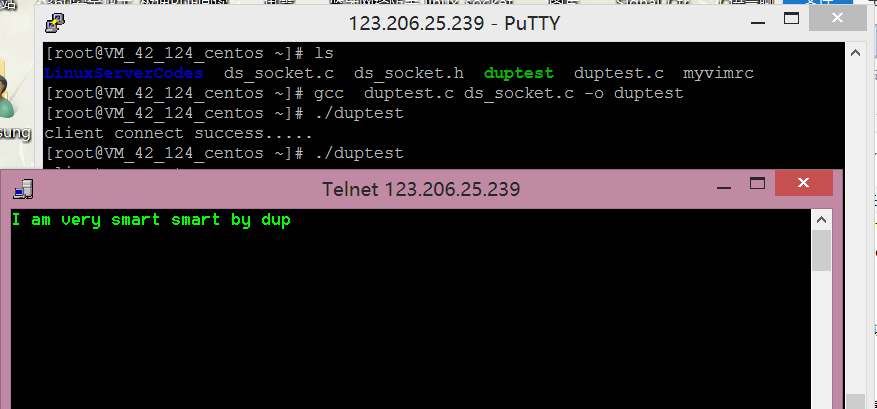 站
123.206.25.239 - PuTTY
[root@VM_42_124_centos ~]# ls
LinuxServerCodes ds_socket.c ds_socket.h duptest duptest.c myvimrc
[root@VM_42_124_centos ~]# gcc  duptest.c ds_socket.c -o duptest
[root@VM_42_124_centos ~]# ./duptest
client connect success.....
[root@VM_42_124_centos ~]# ./duptest
sung
Telnet 123.206.25.239
I am very smart smart by dup